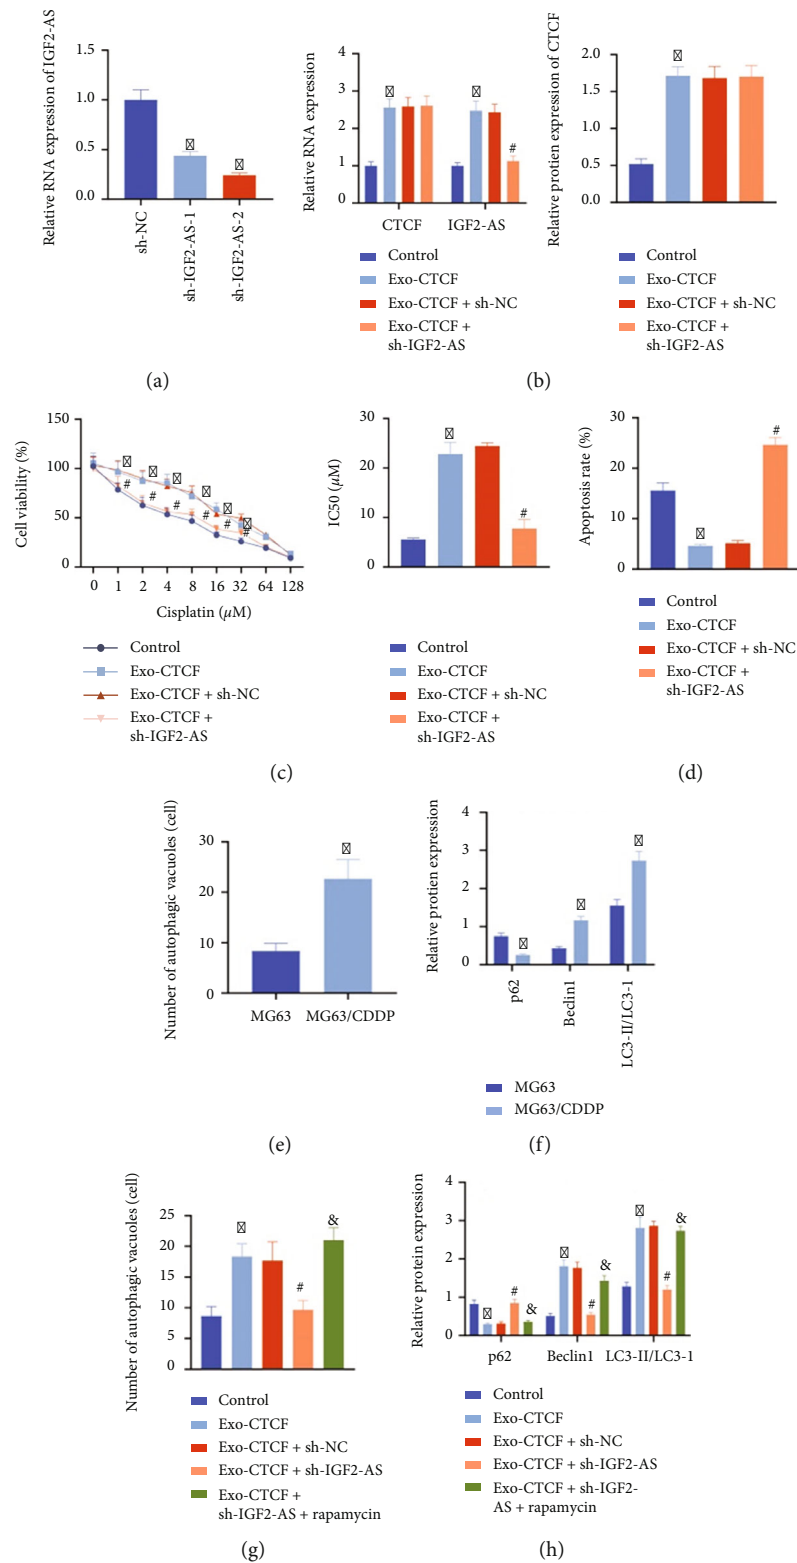 Relative RNA expression of IGF2-AS
1.5
1.0
0.5
0.0
sh-NC
sh-IGF2-AS-1
sh-IGF2-AS-2
(a)
Relative RNA expression
4
3
2
1
0
#
CTCF
IGF2-AS
Control
Exo-CTCF
Exo-CTCF + sh-NC
Exo-CTCF +
sh-IGF2-AS
Relative protien expression of CTCF
2.0
1.5
1.0
0.5
0.0
Control
Exo-CTCF
Exo-CTCF + sh-NC
Exo-CTCF +
sh-IGF2-AS
(b)
Cell viability (%)
150
100
50
0
# # # # # # #
0 1 2 4 8 16 32 64 128
Cisplatin (µM)
Control
Exo-CTCF
Exo-CTCF + sh-NC
Exo-CTCF +
sh-IGF2-AS
IC50 (µM)
30
20
10
0
#
Control
Exo-CTCF
Exo-CTCF + sh-NC
Exo-CTCF +
sh-IGF2-AS
(c)
Apoptosis rate (%)
30
20
10
0
#
Control
Exo-CTCF
Exo-CTCF + sh-NC
Exo-CTCF +
sh-IGF2-AS
(d)
Number of autophagic vacuoles (cell)
30
20
10
0
MG63
MG63/CDDP
(e)
Relative protien expression
4
3
2
1
0
p62
Beclin1
LC3-II/LC3-1
MG63
MG63/CDDP
(f)
Number of autophagic vacuoles (cell)
25
20
15
10
5
0
#
&
Control
Exo-CTCF
Exo-CTCF + sh-NC
Exo-CTCF + sh-IGF2-AS
Exo-CTCF +
sh-IGF2-AS + rapamycin
(g)
Relative protein expression
4
3
2
1
0
# &
# &
# &
p62
Beclin1
LC3-II/LC3-1
Control
Exo-CTCF
Exo-CTCF + sh-NC
Exo-CTCF + sh-IGF2-AS
Exo-CTCF + sh-IGF2-
AS + rapamycin
(h)